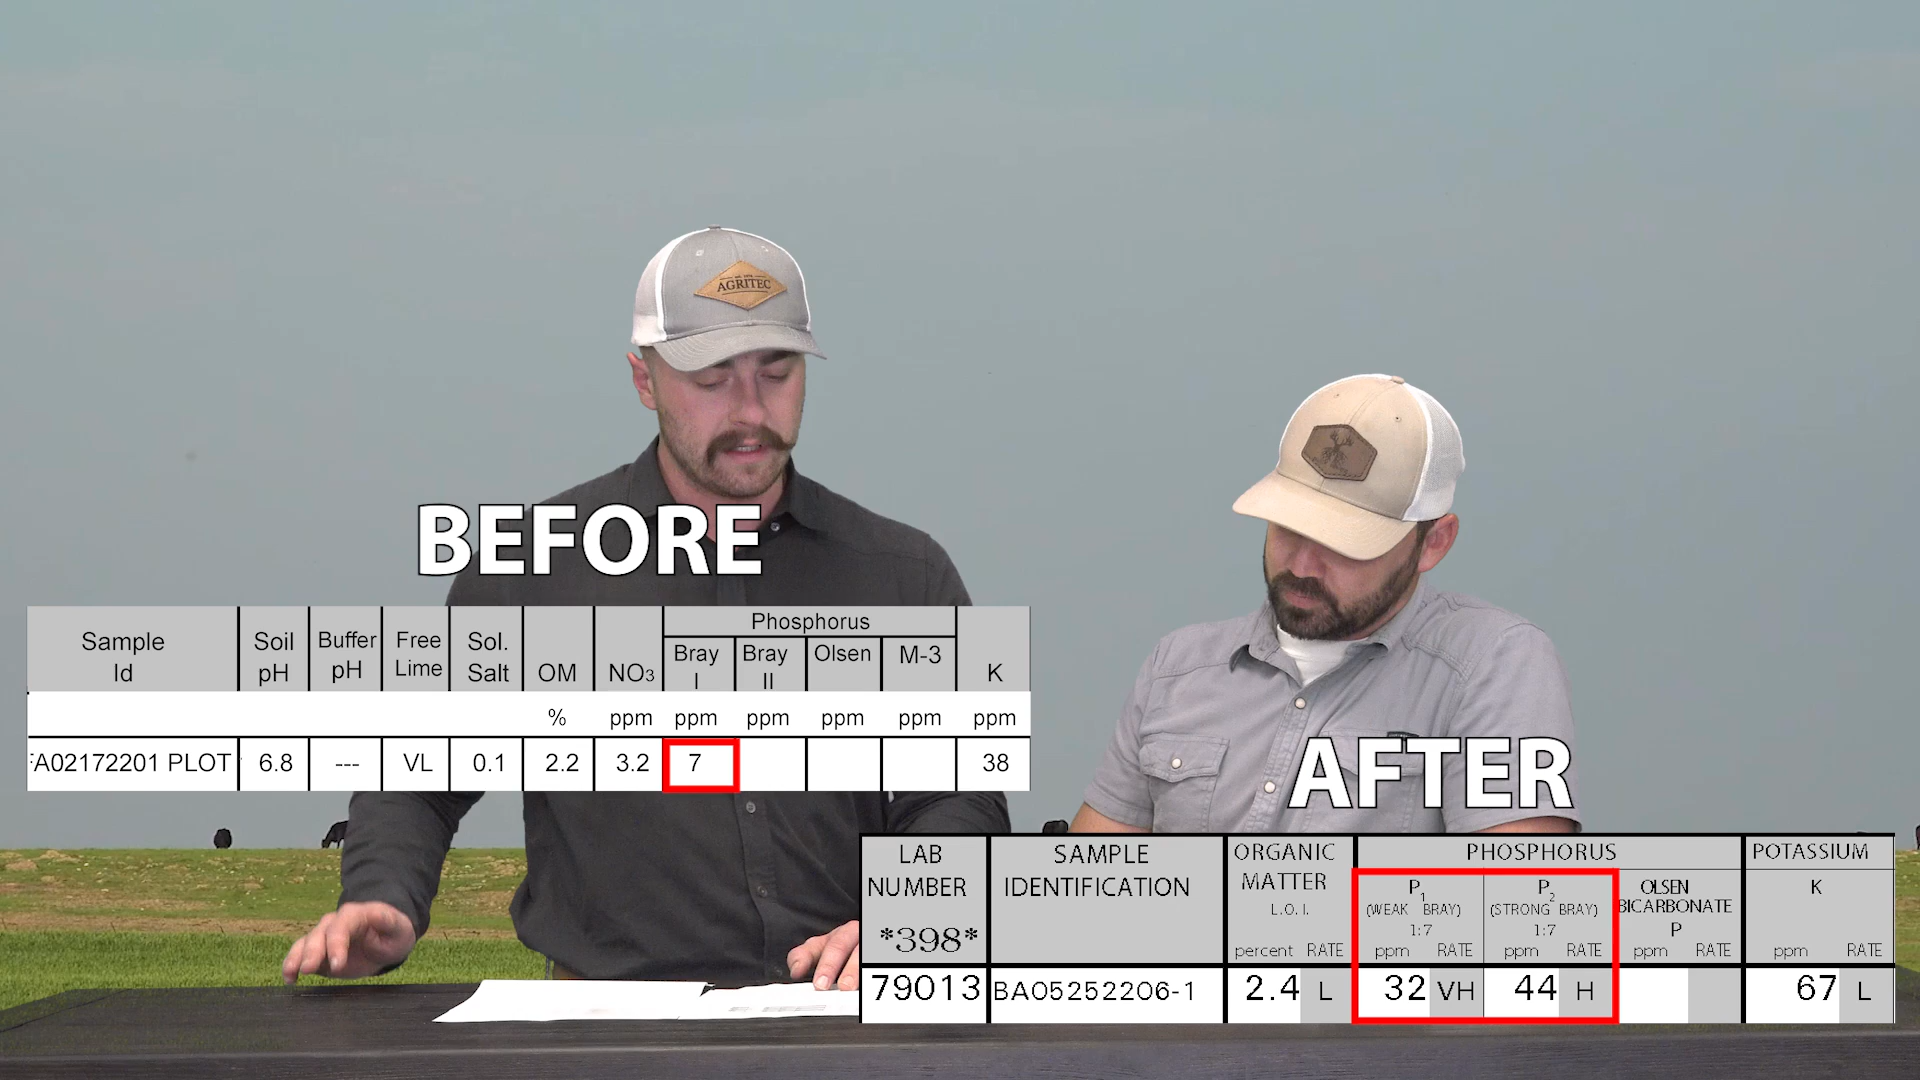 AGRITEC
BEFORE
Sample Id Soil pH Buffer pH Free Lime Sol. Salt OM NO3 Phosphorus Bray I Bray II Olsen M-3 K
% ppm ppm ppm ppm ppm ppm
A02172201 PLOT 6.8 --- VL 0.1 2.2 3.2 7 38
AFTER
LAB NUMBER SAMPLE IDENTIFICATION ORGANIC MATTER PHOSPHORUS POTASSIUM
L.O.I. P1 (WEAK BRAY) 1:7 P2 (STRONG BRAY) 1:7 OLSEN BICARBONATE P K
*398* percent RATE ppm RATE ppm RATE ppm RATE ppm RATE
79013 BA05252206-1 2.4 L 32 VH 44 H 67 L